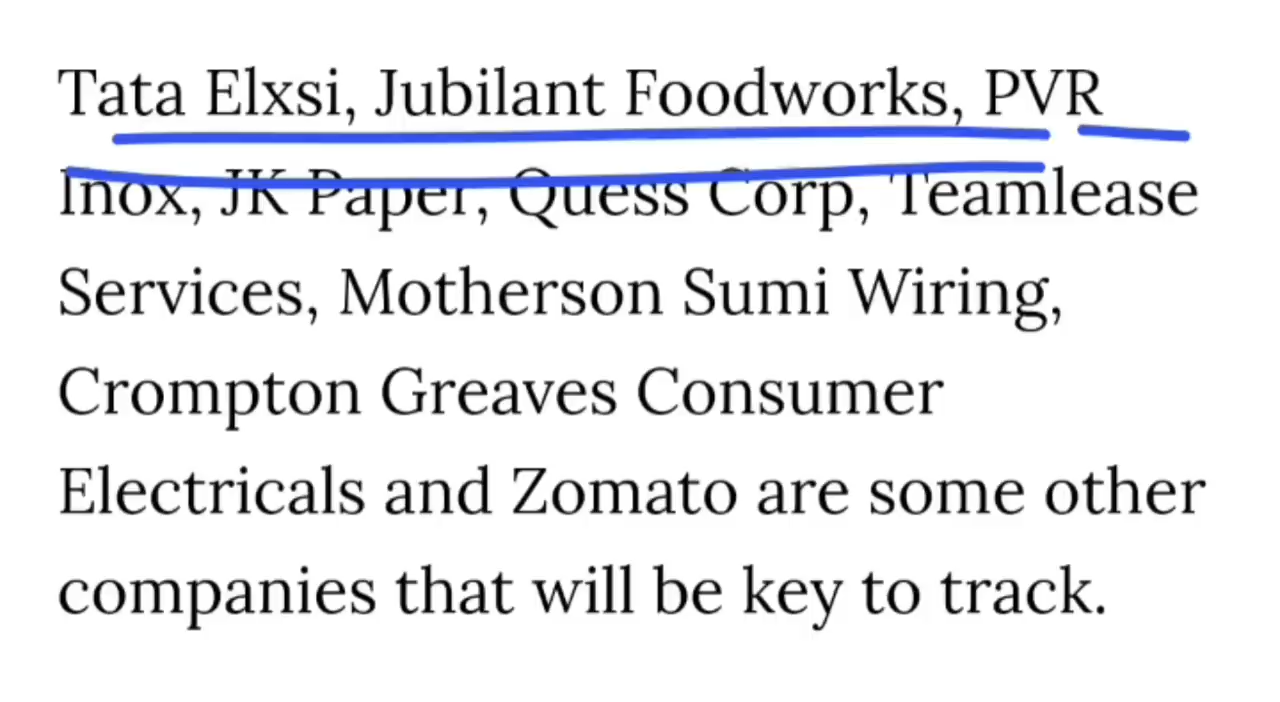 Tata Elxsi, Jubilant Foodworks, PVR
Inox, JK Paper, Quess Corp, Teamlease
Services, Motherson Sumi Wiring,
Crompton Greaves Consumer
Electricals and Zomato are some other
companies that will be key to track.